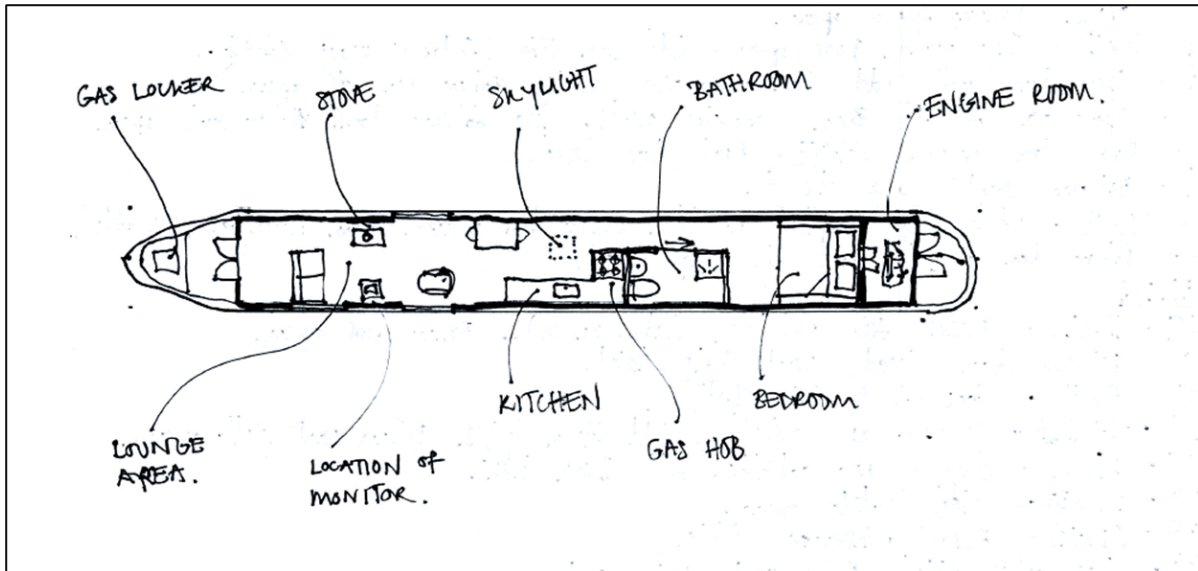 GAS LOCKER
STOVE
SKYLIGHT
BATHROOM
ENGINE ROOM.
LOUNGE
AREA.
LOCATION OF
MONITOR.
KITCHEN
GAS HOB
BEDROOM